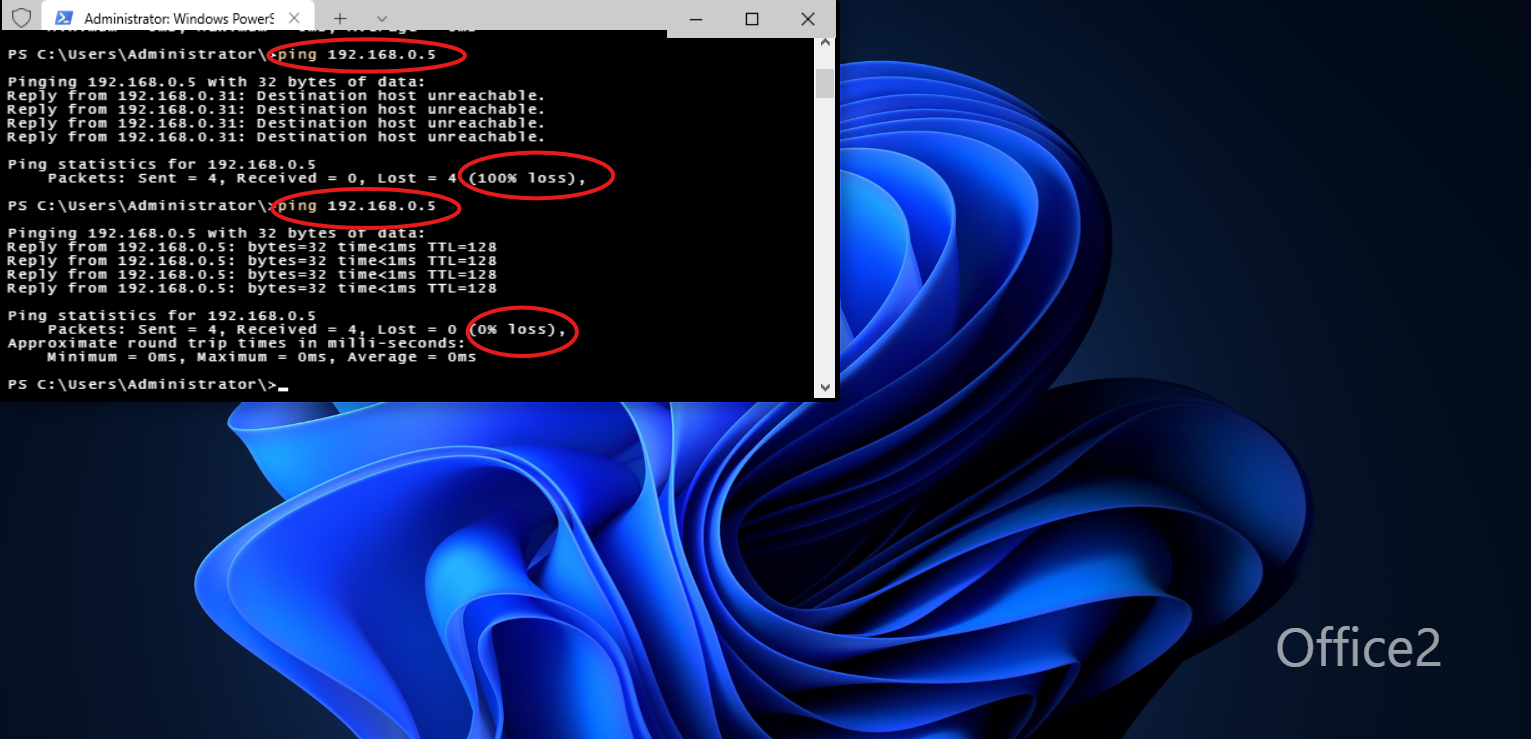 Administrator: Windows PowerS
PS C:\Users\Administrator\>ping 192.168.0.5
Pinging 192.168.0.5 with 32 bytes of data:
Reply from 192.168.0.31: Destination host unreachable.
Reply from 192.168.0.31: Destination host unreachable.
Reply from 192.168.0.31: Destination host unreachable.
Reply from 192.168.0.31: Destination host unreachable.
Ping statistics for 192.168.0.5
Packets: Sent = 4, Received = 0, Lost = 4 (100% loss),
PS C:\Users\Administrator\>ping 192.168.0.5
Pinging 192.168.0.5 with 32 bytes of data:
Reply from 192.168.0.5: bytes=32 time<1ms TTL=128
Reply from 192.168.0.5: bytes=32 time<1ms TTL=128
Reply from 192.168.0.5: bytes=32 time<1ms TTL=128
Reply from 192.168.0.5: bytes=32 time<1ms TTL=128
Ping statistics for 192.168.0.5
Packets: Sent = 4, Received = 4, Lost = 0 (0% loss),
Approximate round trip times in milli-seconds:
Minimum = 0ms, Maximum = 0ms, Average = 0ms
PS C:\Users\Administrator\>
Office2